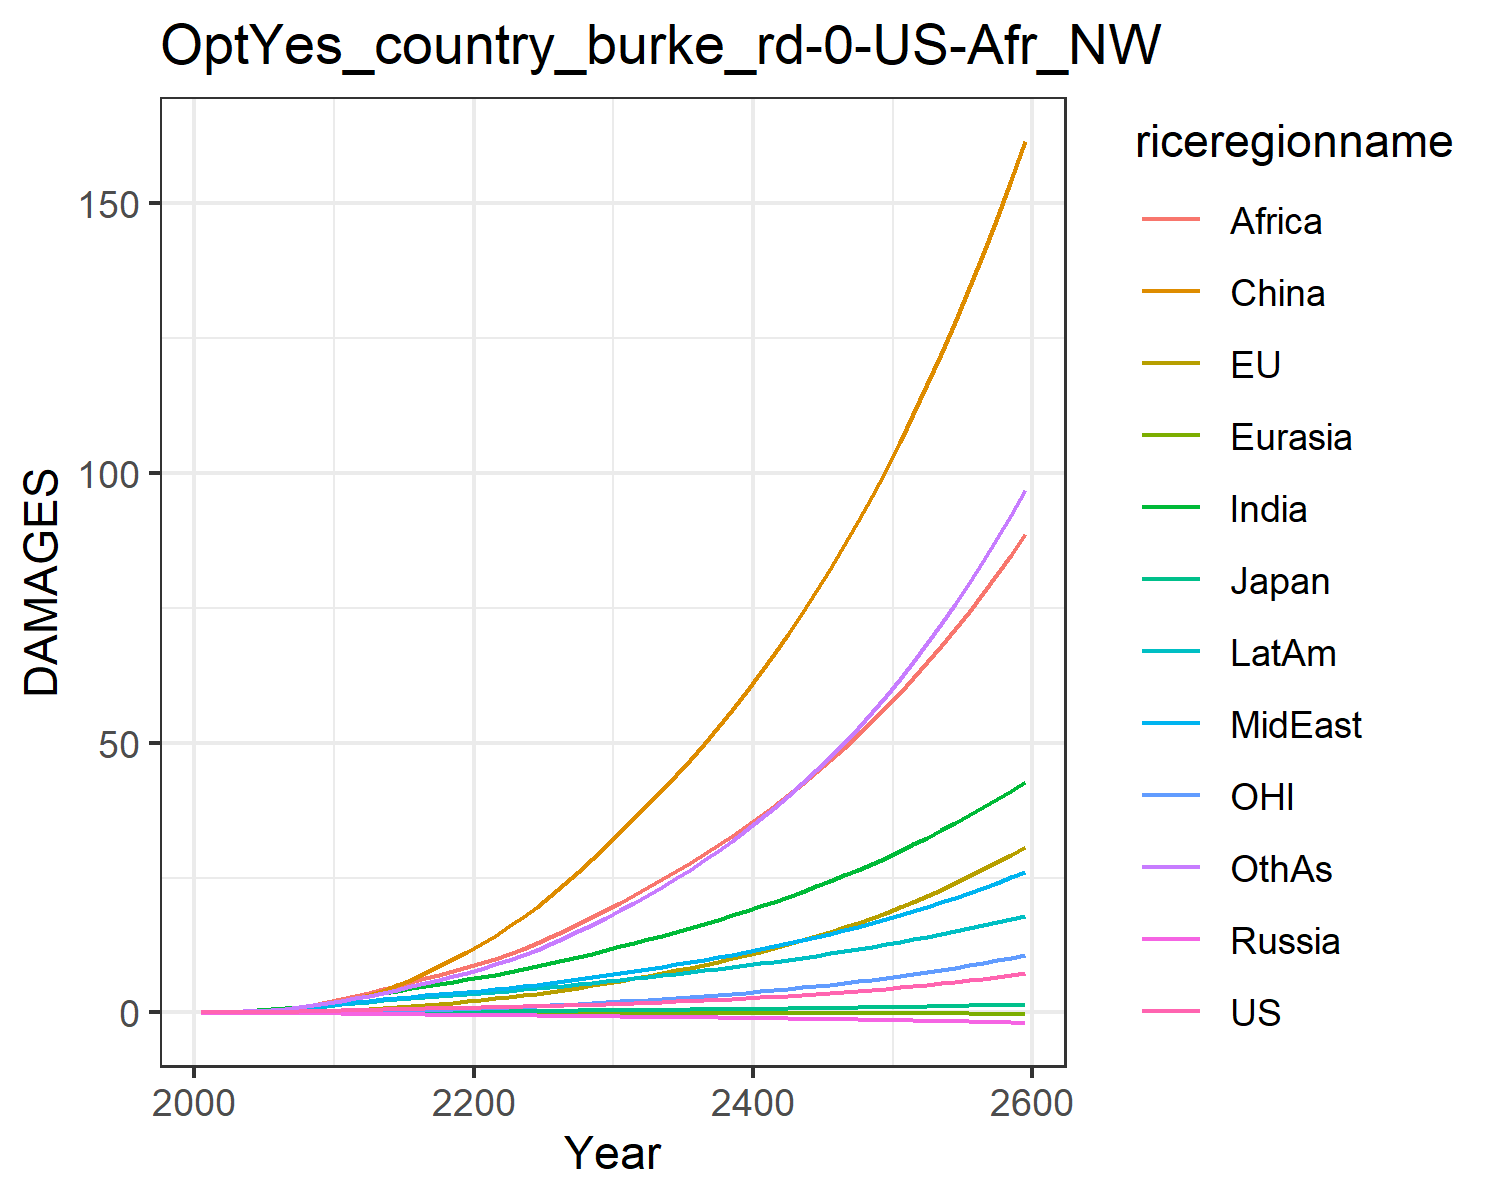 OptYes_country_burke_rd-0-US-Afr_NW
DAMAGES
150
100
50
0
2000
2200
2400
2600
Year
riceregionname
Africa
China
EU
Eurasia
India
Japan
LatAm
MidEast
OHI
OthAs
Russia
US